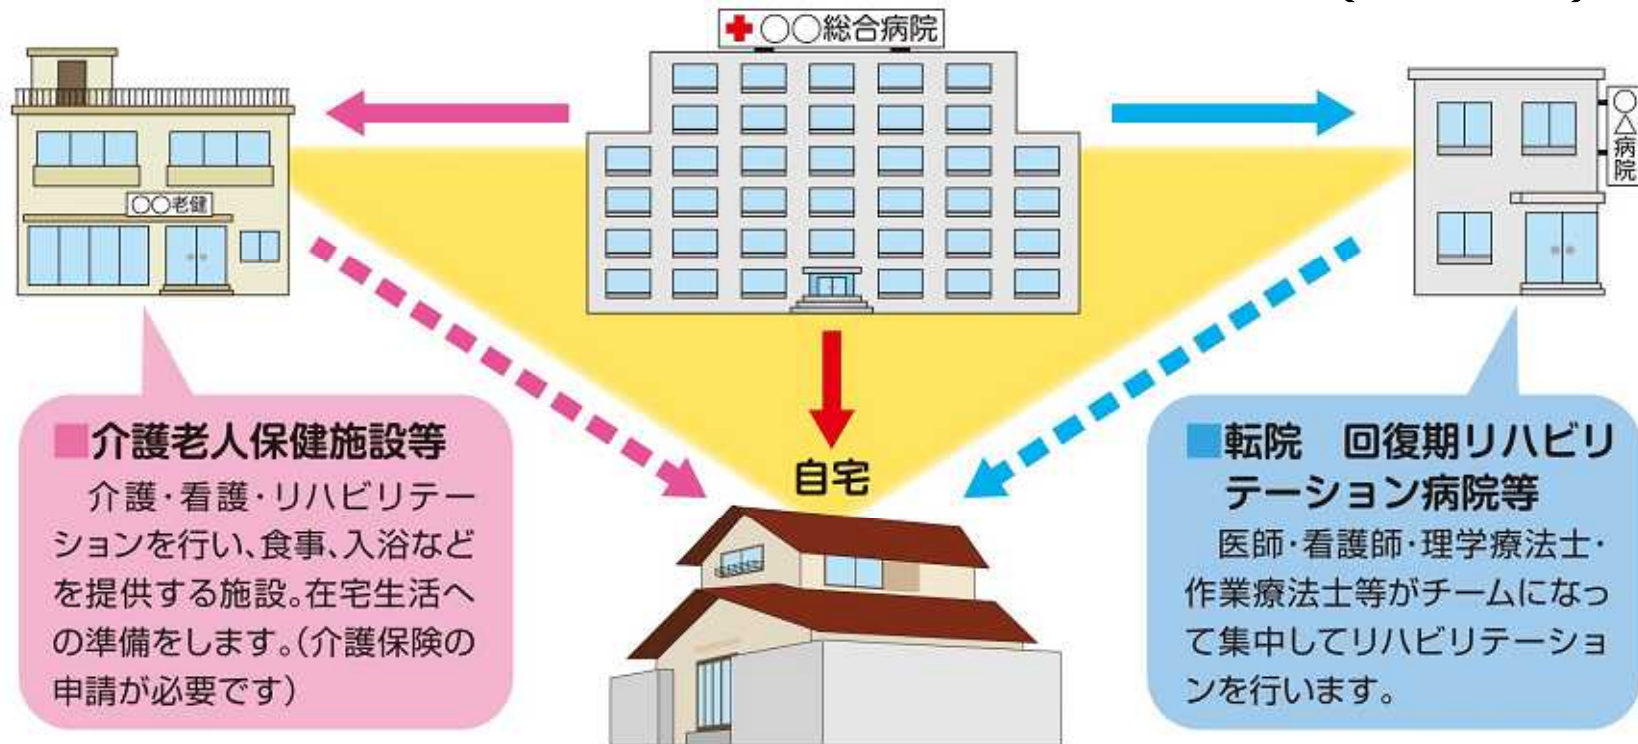 ○○総合病院
○○老健
○△病院
自宅
■介護老人保健施設等
介護・看護・リハビリテー
ションを行い、食事、入浴など
を提供する施設。在宅生活へ
の準備をします。(介護保険の
申請が必要です)
■転院　回復期リハビリ
テーション病院等
医師・看護師・理学療法士・
作業療法士等がチームになっ
て集中してリハビリテーショ
ンを行います。